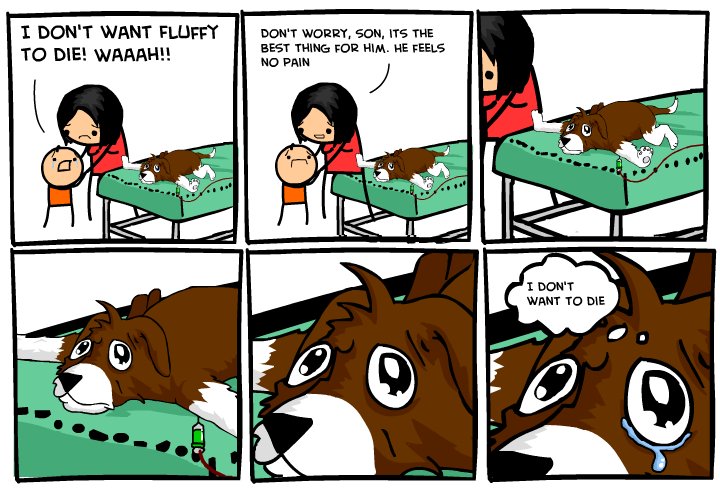 I DON'T WANT FLUFFY
TO DIE! WAAAH!!
DON'T WORRY, SON, ITS THE
BEST THING FOR HIM. HE FEELS
NO PAIN
I DON'T
WANT TO DIE